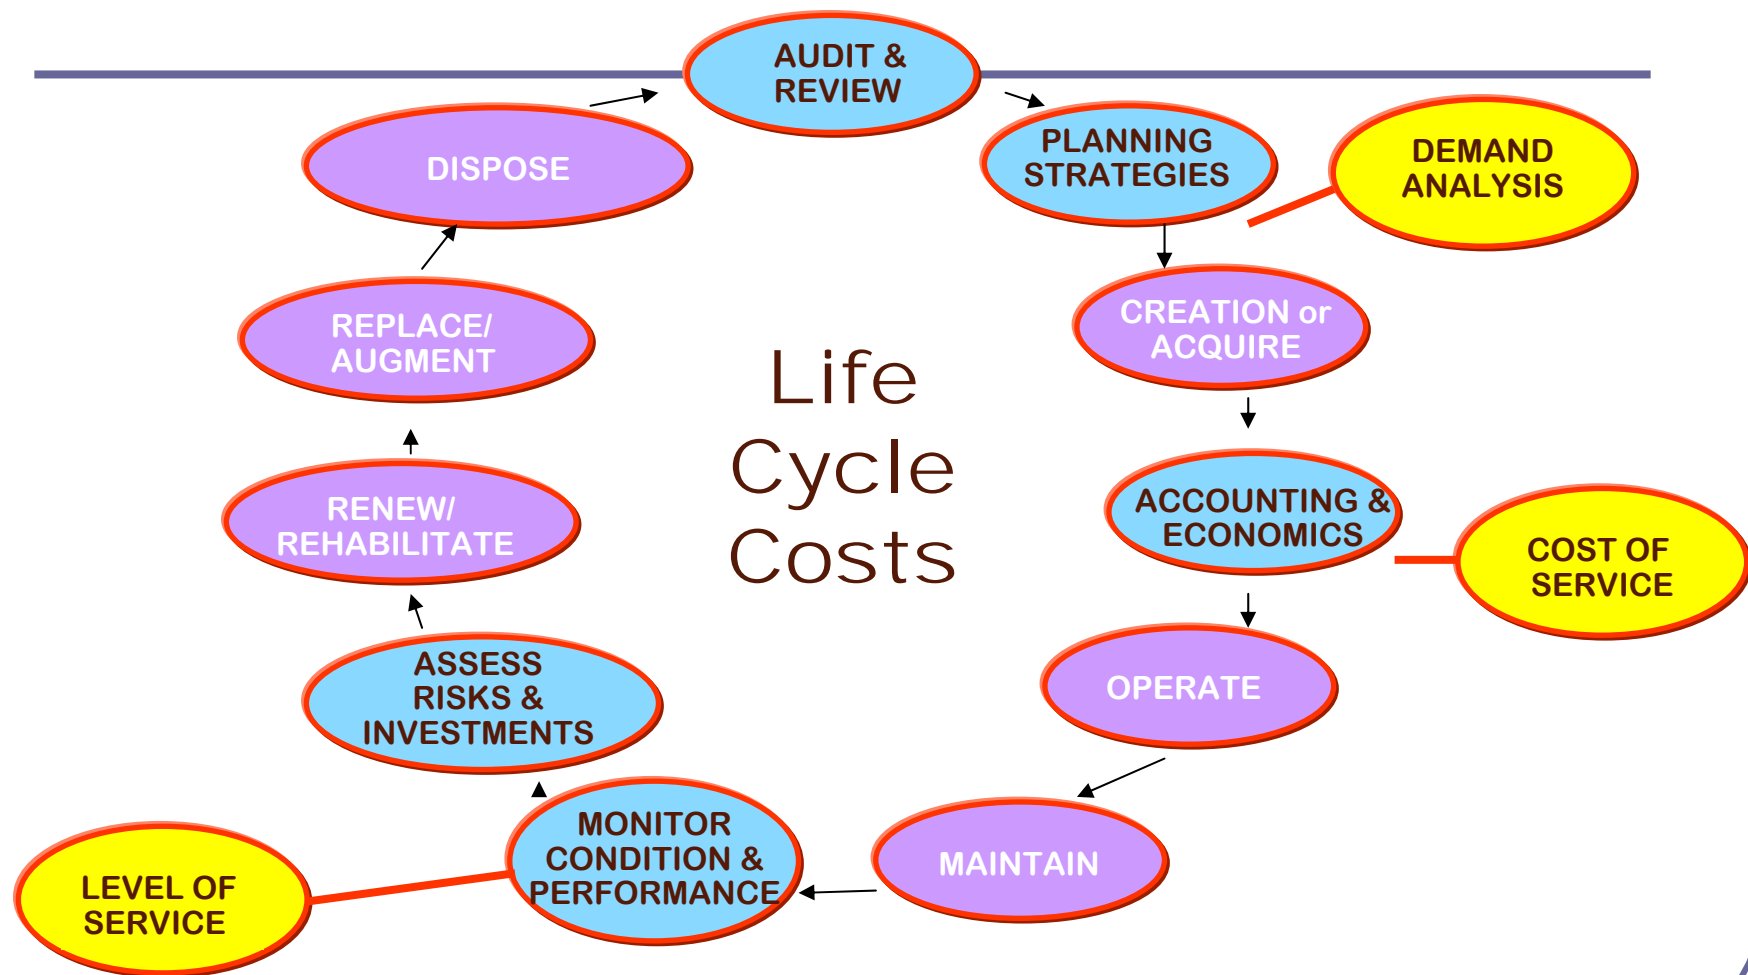 AUDIT &
REVIEW
PLANNING
STRATEGIES
DEMAND
ANALYSIS
DISPOSE
CREATION or
ACQUIRE
REPLACE/
AUGMENT
Life
Cycle
Costs
ACCOUNTING &
ECONOMICS
COST OF
SERVICE
RENEW/
REHABILITATE
OPERATE
ASSESS
RISKS &
INVESTMENTS
MONITOR
CONDITION &
PERFORMANCE
MAINTAIN
LEVEL OF
SERVICE